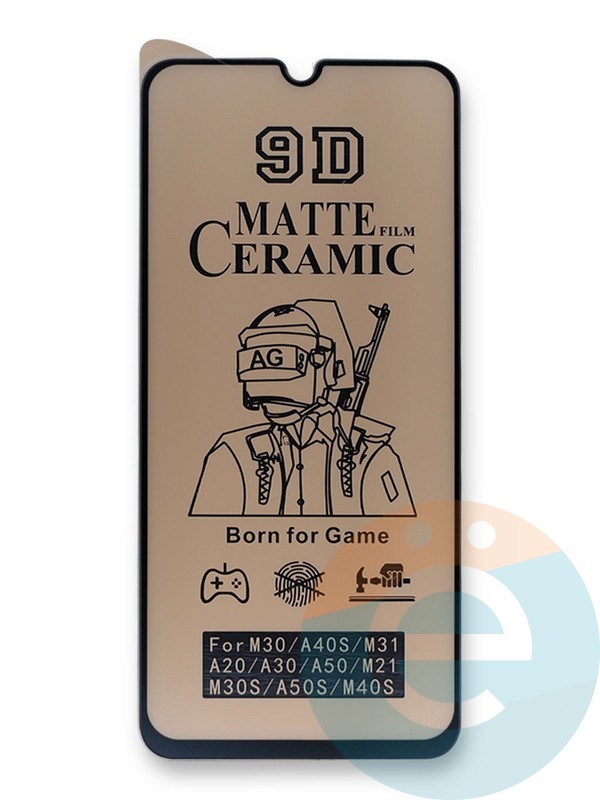 9D
MATTE FILM
CERAMIC
AG
Born for Game
For M30/A40S/M31
A20/A30/A50/M21
M30S/A50S/M40S
e